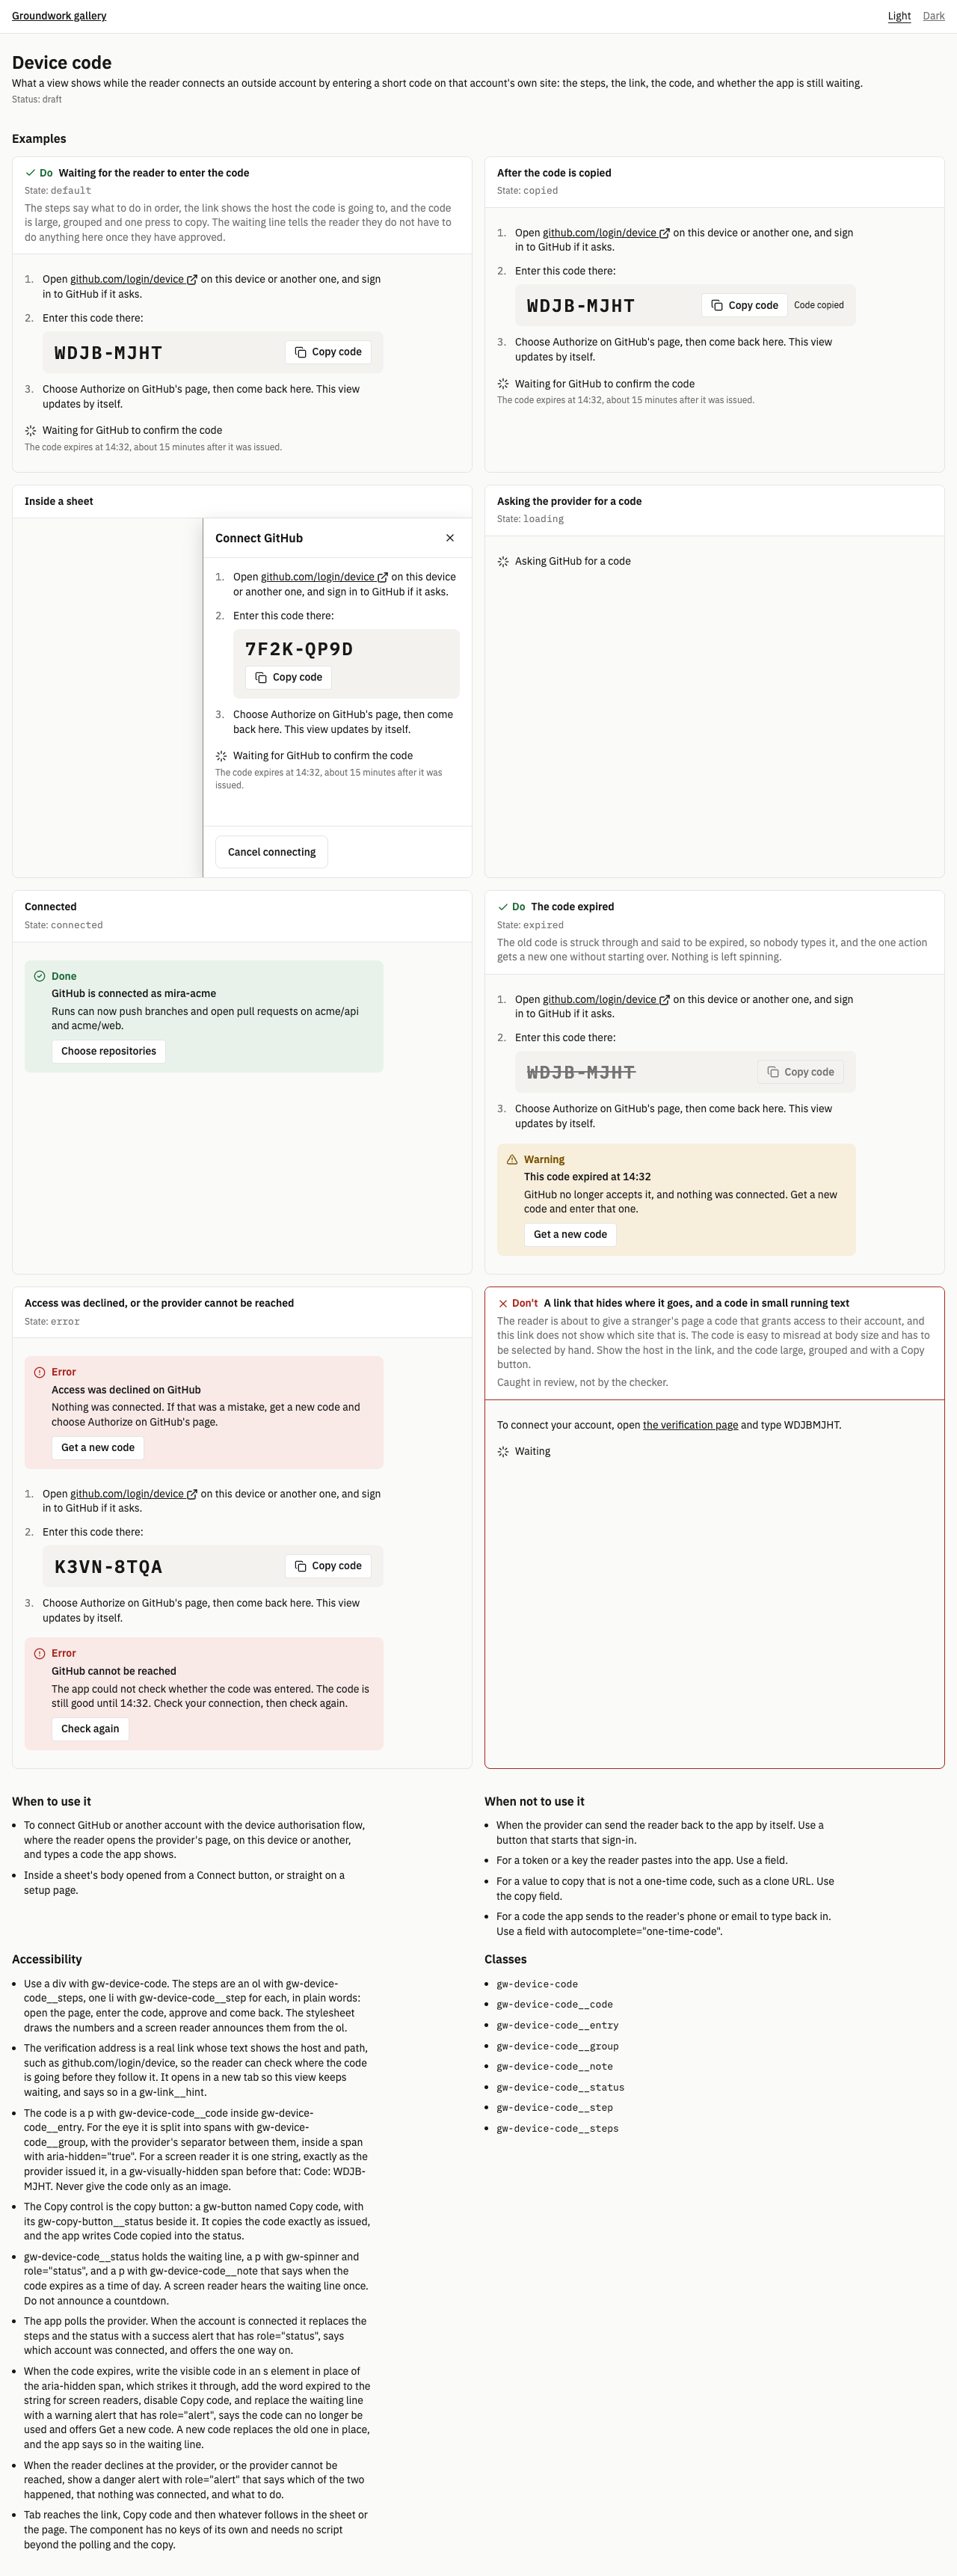 Groundwork gallery
Light Dark
Device code
What a view shows while the reader connects an outside account by entering a short code on that account's own site: the steps, the link, the code, and whether the app is still waiting.
Status: draft
Examples
Do Waiting for the reader to enter the code
State: default
The steps say what to do in order, the link shows the host the code is going to, and the code
is large, grouped and one press to copy. The waiting line tells the reader they do not have to
do anything here once they have approved.
1. Open github.com/login/device on this device or another one, and sign
in to GitHub if it asks.
2. Enter this code there:
WDJB-MJHT Copy code
3. Choose Authorize on GitHub's page, then come back here. This view
updates by itself.
Waiting for GitHub to confirm the code
The code expires at 14:32, about 15 minutes after it was issued.
After the code is copied
State: copied
1. Open github.com/login/device on this device or another one, and sign
in to GitHub if it asks.
2. Enter this code there:
WDJB-MJHT Copy code Code copied
3. Choose Authorize on GitHub's page, then come back here. This view
updates by itself.
Waiting for GitHub to confirm the code
The code expires at 14:32, about 15 minutes after it was issued.
Inside a sheet
Connect GitHub
1. Open github.com/login/device on this device
or another one, and sign in to GitHub if it asks.
2. Enter this code there:
7F2K-QP9D
Copy code
3. Choose Authorize on GitHub's page, then come
back here. This view updates by itself.
Waiting for GitHub to confirm the code
The code expires at 14:32, about 15 minutes after it was
issued.
Cancel connecting
Asking the provider for a code
State: loading
Asking GitHub for a code
Connected
State: connected
Done
GitHub is connected as mira-acme
Runs can now push branches and open pull requests on acme/api
and acme/web.
Choose repositories
Do The code expired
State: expired
The old code is struck through and said to be expired, so nobody types it, and the one action
gets a new one without starting over. Nothing is left spinning.
1. Open github.com/login/device on this device or another one, and sign
in to GitHub if it asks.
2. Enter this code there:
WDJB-MJHT Copy code
3. Choose Authorize on GitHub's page, then come back here. This view
updates by itself.
Warning
This code expired at 14:32
GitHub no longer accepts it, and nothing was connected. Get a new
code and enter that one.
Get a new code
Access was declined, or the provider cannot be reached
State: error
Error
Access was declined on GitHub
Nothing was connected. If that was a mistake, get a new code and
choose Authorize on GitHub's page.
Get a new code
1. Open github.com/login/device on this device or another one, and sign
in to GitHub if it asks.
2. Enter this code there:
K3VN-8TQA Copy code
3. Choose Authorize on GitHub's page, then come back here. This view
updates by itself.
Error
GitHub cannot be reached
The app could not check whether the code was entered. The code is
still good until 14:32. Check your connection, then check again.
Check again
Don't A link that hides where it goes, and a code in small running text
The reader is about to give a stranger's page a code that grants access to their account, and
this link does not show which site that is. The code is easy to misread at body size and has to
be selected by hand. Show the host in the link, and the code large, grouped and with a Copy
button.
Caught in review, not by the checker.
To connect your account, open the verification page and type WDJBMJHT.
Waiting
When to use it
To connect GitHub or another account with the device authorisation flow,
where the reader opens the provider's page, on this device or another,
and types a code the app shows.
Inside a sheet's body opened from a Connect button, or straight on a
setup page.
When not to use it
When the provider can send the reader back to the app by itself. Use a
button that starts that sign-in.
For a token or a key the reader pastes into the app. Use a field.
For a value to copy that is not a one-time code, such as a clone URL. Use
the copy field.
For a code the app sends to the reader's phone or email to type back in.
Use a field with autocomplete="one-time-code".
Accessibility
Use a div with gw-device-code. The steps are an ol with gw-device-
code__steps, one li with gw-device-code__step for each, in plain words:
open the page, enter the code, approve and come back. The stylesheet
draws the numbers and a screen reader announces them from the ol.
The verification address is a real link whose text shows the host and path,
such as github.com/login/device, so the reader can check where the code
is going before they follow it. It opens in a new tab so this view keeps
waiting, and says so in a gw-link__hint.
The code is a p with gw-device-code__code inside gw-device-
code__entry. For the eye it is split into spans with gw-device-
code__group, with the provider's separator between them, inside a span
with aria-hidden="true". For a screen reader it is one string, exactly as the
provider issued it, in a gw-visually-hidden span before that: Code: WDJB-
MJHT. Never give the code only as an image.
The Copy control is the copy button: a gw-button named Copy code, with
its gw-copy-button__status beside it. It copies the code exactly as issued,
and the app writes Code copied into the status.
gw-device-code__status holds the waiting line, a p with gw-spinner and
role="status", and a p with gw-device-code__note that says when the
code expires as a time of day. A screen reader hears the waiting line once.
Do not announce a countdown.
The app polls the provider. When the account is connected it replaces the
steps and the status with a success alert that has role="status", says
which account was connected, and offers the one way on.
When the code expires, write the visible code in an s element in place of
the aria-hidden span, which strikes it through, add the word expired to the
string for screen readers, disable Copy code, and replace the waiting line
with a warning alert that has role="alert", says the code can no longer be
used and offers Get a new code. A new code replaces the old one in place,
and the app says so in the waiting line.
When the reader declines at the provider, or the provider cannot be
reached, show a danger alert with role="alert" that says which of the two
happened, that nothing was connected, and what to do.
Tab reaches the link, Copy code and then whatever follows in the sheet or
the page. The component has no keys of its own and needs no script
beyond the polling and the copy.
Classes
gw-device-code
gw-device-code__code
gw-device-code__entry
gw-device-code__group
gw-device-code__note
gw-device-code__status
gw-device-code__step
gw-device-code__steps